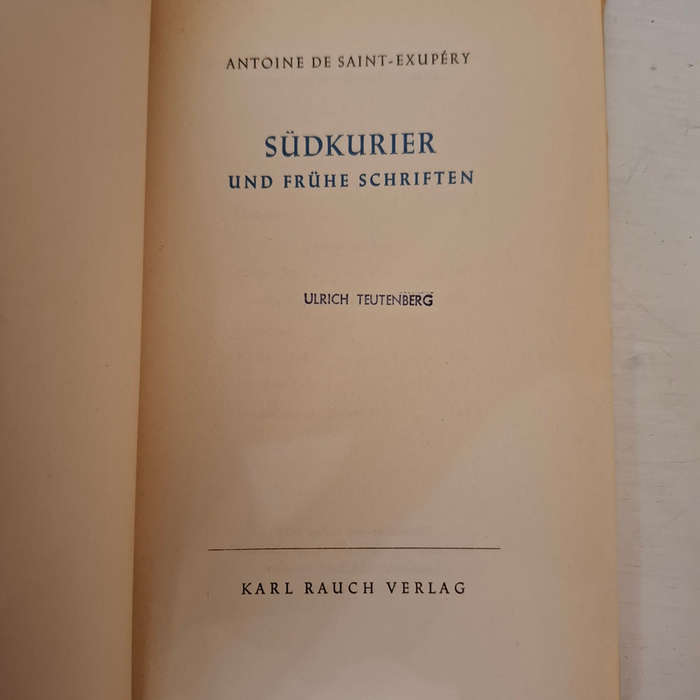 ANTOINE DE SAINT-EXUPÉRY
SÜDKURIER
UND FRÜHE SCHRIFTEN
ULRICH TEUTENBERG
KARL RAUCH VERLAG